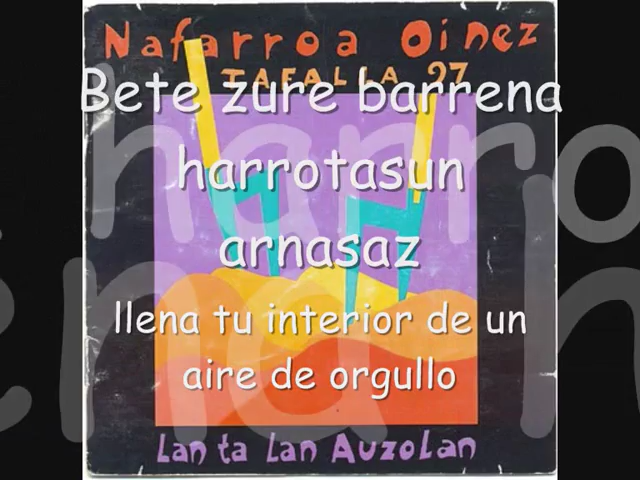 Nafarroa Oinez
TAFALLA 97
Bete zure barrena
harrotasun
arnasaz
llena tu interior de un
aire de orgullo
Lan ta Lan Auzolan